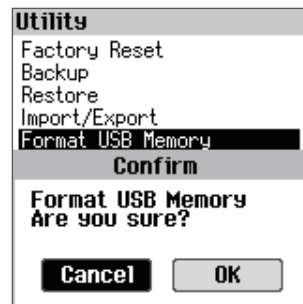 Utility
Factory Reset
Backup
Restore
Import/Export
Format USB Memory
Confirm
Format USB Memory
Are you sure?
Cancel OK